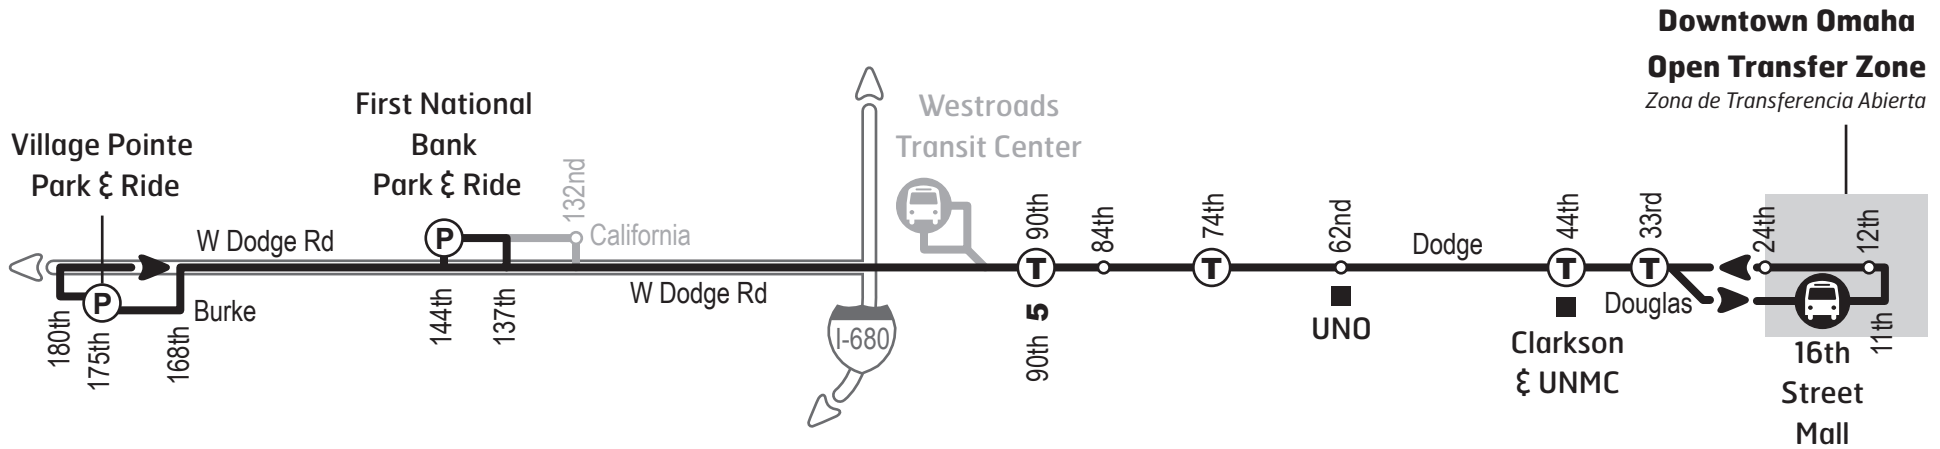 Downtown Omaha
Open Transfer Zone
Zona de Transferencia Abierta
Village Pointe
Park & Ride
First National
Bank
Park & Ride
Westroads
Transit Center
132nd
California
W Dodge Rd
W Dodge Rd
P
P
Burke
180th
175th
168th
144th
137th
I-680
90th
T
90th 5
84th
74th
T
62nd
UNO
Dodge
44th
T
Clarkson
& UNMC
33rd
T
Douglas
24th
12th
11th
16th
Street
Mall